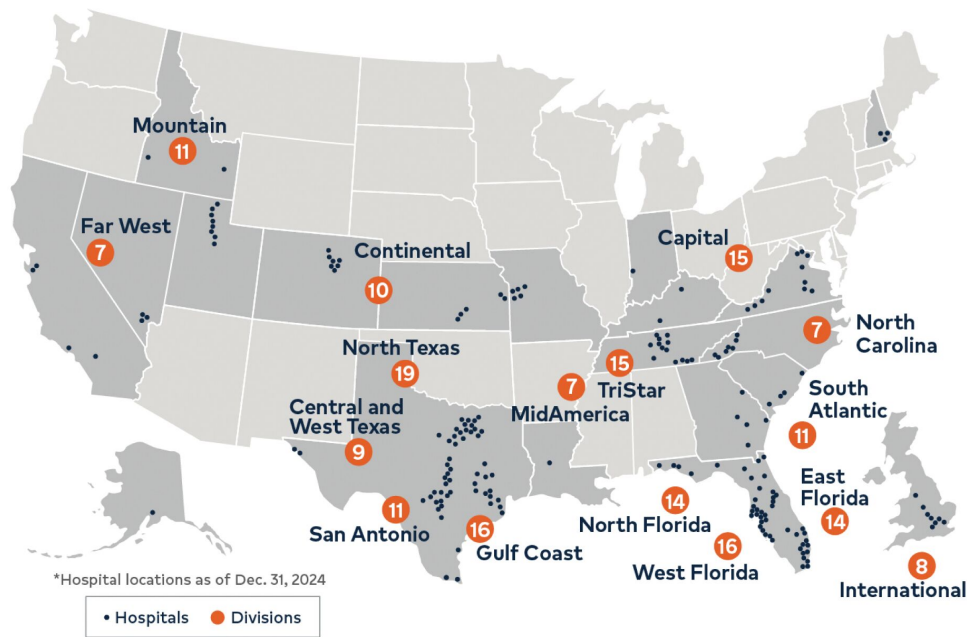 Mountain
11
Far West
7
Continental
10
Capital
15
North Texas
19
Central and
West Texas
9
San Antonio
11
Gulf Coast
16
MidAmerica
7
TriStar
15
North
Carolina
7
South
Atlantic
11
East
Florida
14
North Florida
14
West Florida
16
International
8
*Hospital locations as of Dec. 31, 2024
Hospitals
Divisions